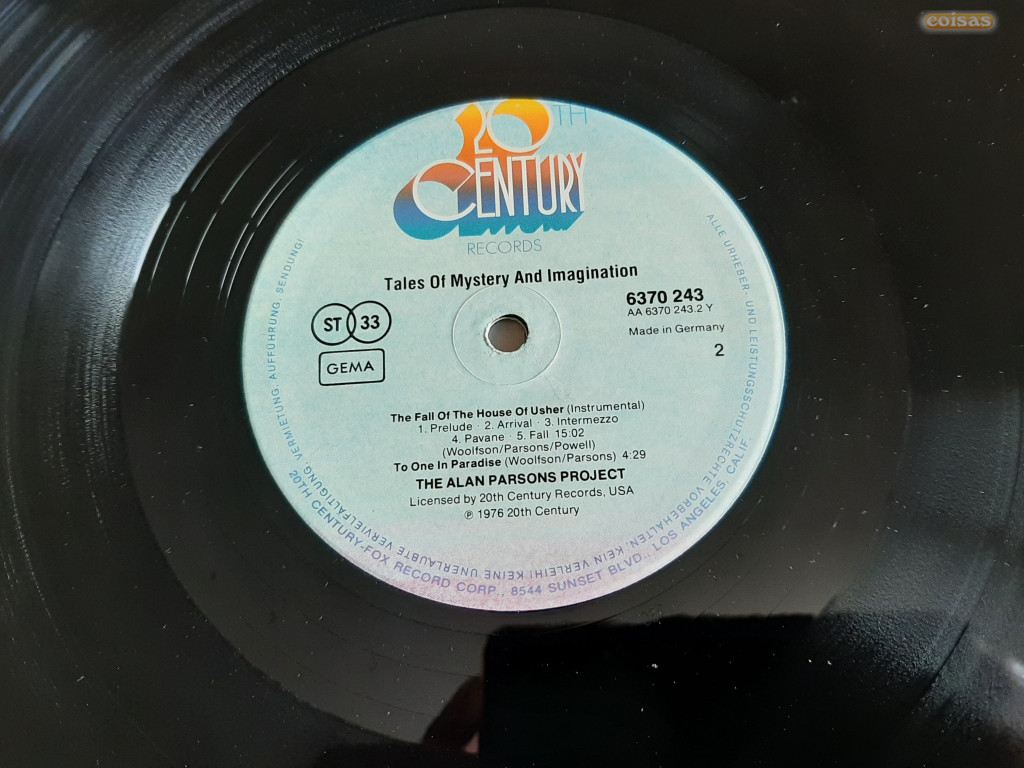 coisas
20TH
CENTURY
RECORDS
Tales Of Mystery And Imagination
6370 243
AA 6370 243.2 Y
Made in Germany
2
ST 33
GEMA
The Fall Of The House Of Usher (Instrumental)
1. Prelude · 2. Arrival · 3. Intermezzo
4. Pavane · 5. Fall 15:02
(Woolfson/Parsons/Powell)
To One In Paradise (Woolfson/Parsons) 4:29
THE ALAN PARSONS PROJECT
Licensed by 20th Century Records, USA
℗ 1976 20th Century
ALLE URHEBER- UND LEISTUNGSSCHUTZRECHTE VORBEHALTEN. KEIN VERLEIH! KEINE UNERLAUBTE VERVIELFÄLTIGUNG, VERMIETUNG, AUFFÜHRUNG, SENDUNG!
20TH CENTURY-FOX RECORD CORP., 8544 SUNSET BLVD., LOS ANGELES, CALIF.